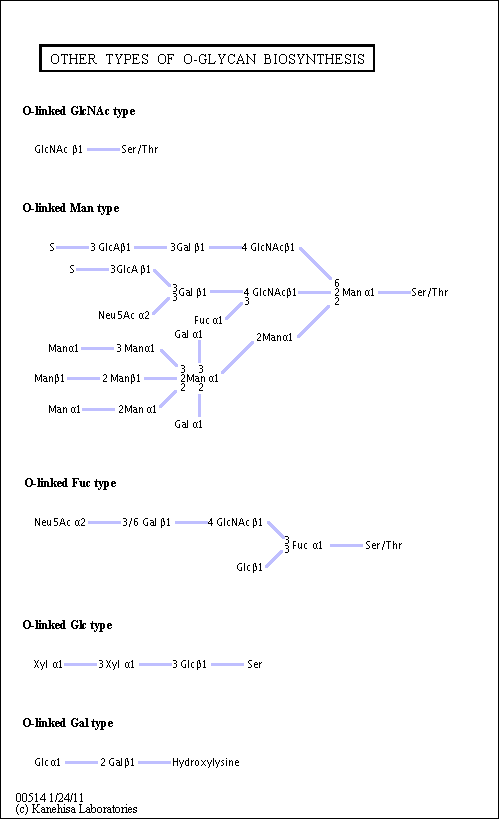 OTHER TYPES OF O-GLYCAN BIOSYNTHESIS
O-linked GlcNAc type
GlcNAc β1 Ser/Thr
O-linked Man type
S 3 GlcAβ1 3Gal β1 4 GlcNAcβ1
S 3GlcA β1
6
3
Gal β1 4 GlcNAcβ1 2 Man α1 Ser/Thr
3 3 2
Neu5Ac α2
Fuc α1
Gal α1
2Manα1
Manα1 3 Manα1
3 3
Manβ1 2 Manβ1 2Man α1
2 2
Man α1 2Man α1
Gal α1
O-linked Fuc type
Neu5Ac α2 3/6 Gal β1 4 GlcNAc β1
3
Fuc α1 Ser/Thr
3
Glcβ1
O-linked Glc type
Xyl α1 3 Xyl α1 3 Glcβ1 Ser
O-linked Gal type
Glcα1 2 Galβ1 Hydroxylysine
00514 1/24/11
(c) Kanehisa Laboratories